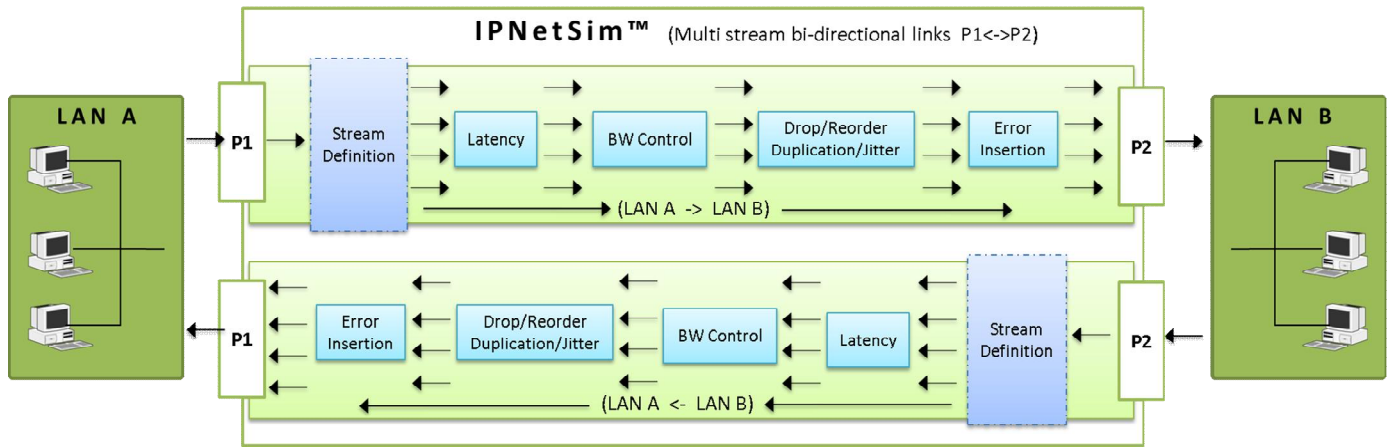 IPNetSim™ (Multi stream bi-directional links P1<->P2)
LAN A
P1
Stream
Definition
Latency
BW Control
Drop/Reorder
Duplication/Jitter
Error
Insertion
P2
LAN B
(LAN A -> LAN B)
P1
Error
Insertion
Drop/Reorder
Duplication/Jitter
BW Control
Latency
Stream
Definition
P2
(LAN A <- LAN B)